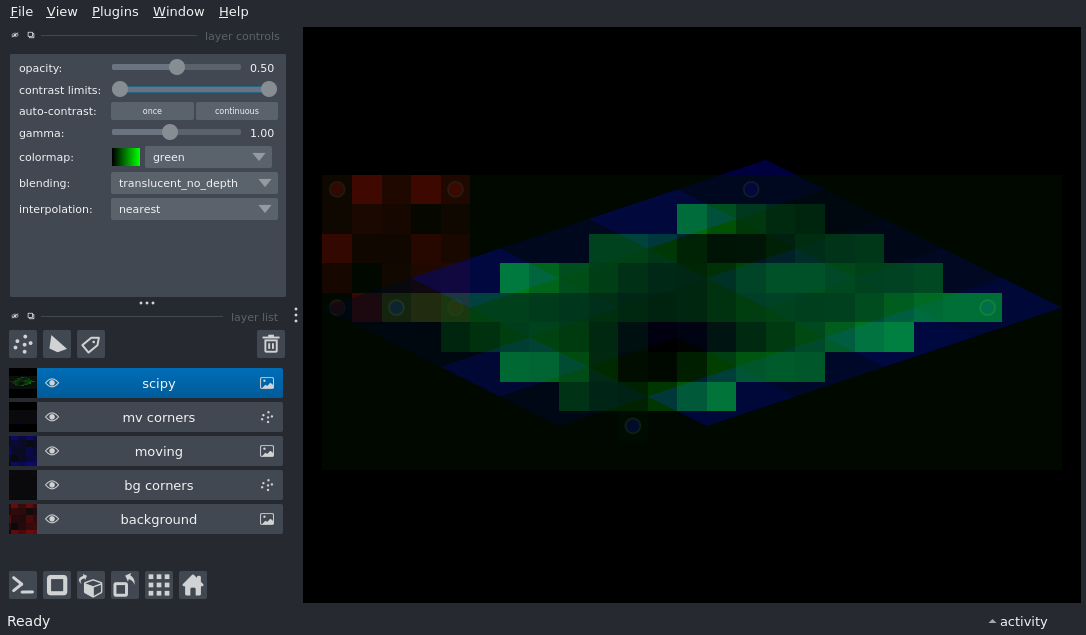 File View Plugins Window Help
layer controls
opacity: 0.50
contrast limits:
auto-contrast: once continuous
gamma: 1.00
colormap: green
blending: translucent_no_depth
interpolation: nearest
layer list
scipy
mv corners
moving
bg corners
background
Ready activity